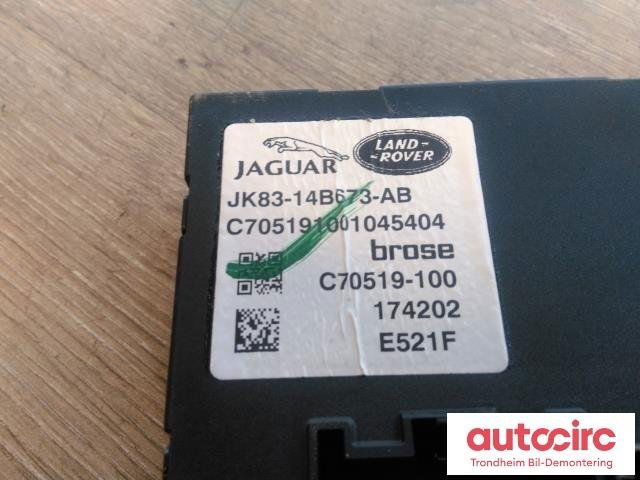 JAGUAR
LAND-
-ROVER
JK83-14B673-AB
C705191001045404
brose
C70519-100
174202
E521F
autocirc
Trondheim Bil-Demontering